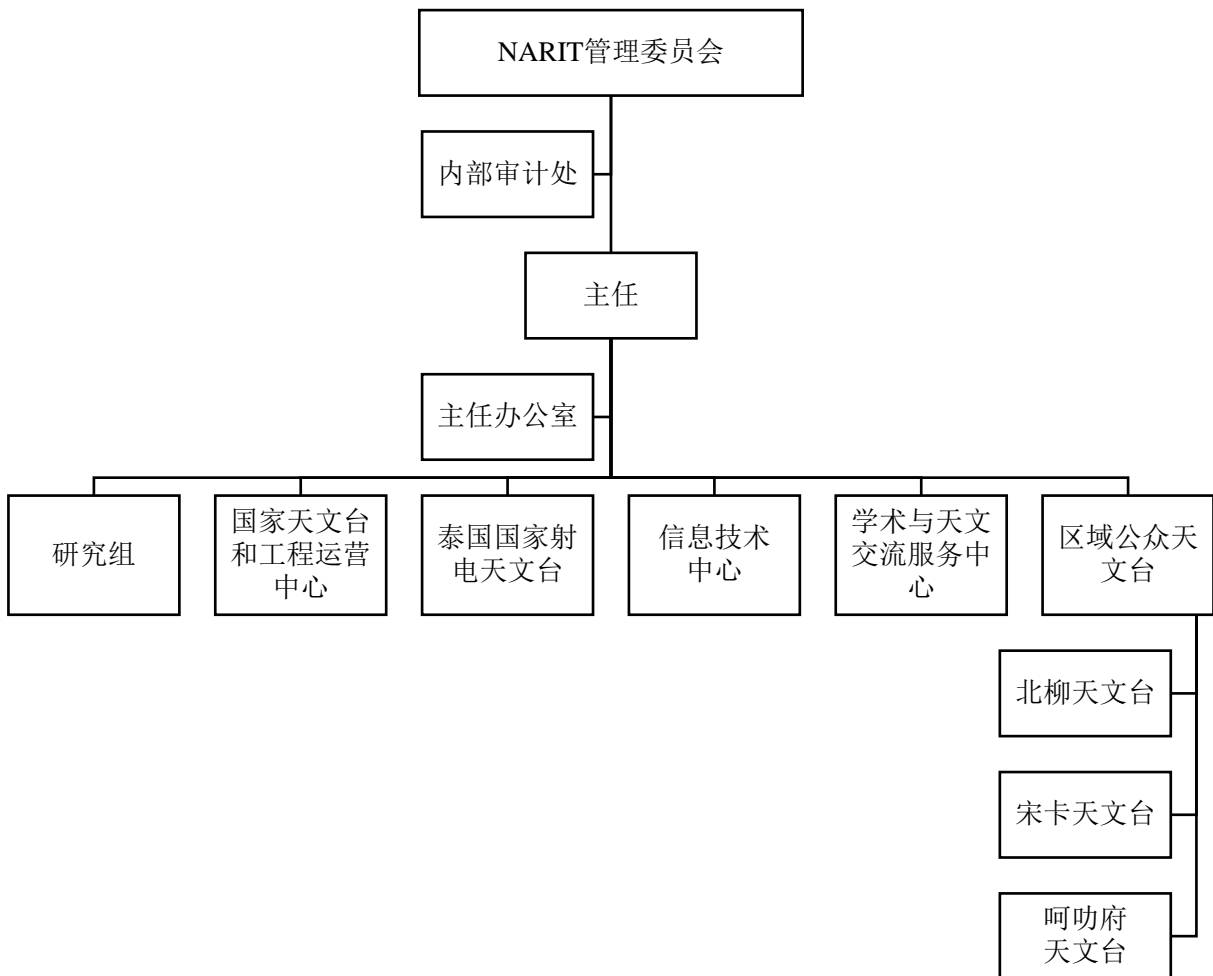 NARIT管理委员会
内部审计处
主任
主任办公室
研究组
国家天文台
和工程运营
中心
泰国国家射
电天文台
信息技术
中心
学术与天文
交流服务中
心
区域公众天
文台
北柳天文台
宋卡天文台
呵叻府
天文台